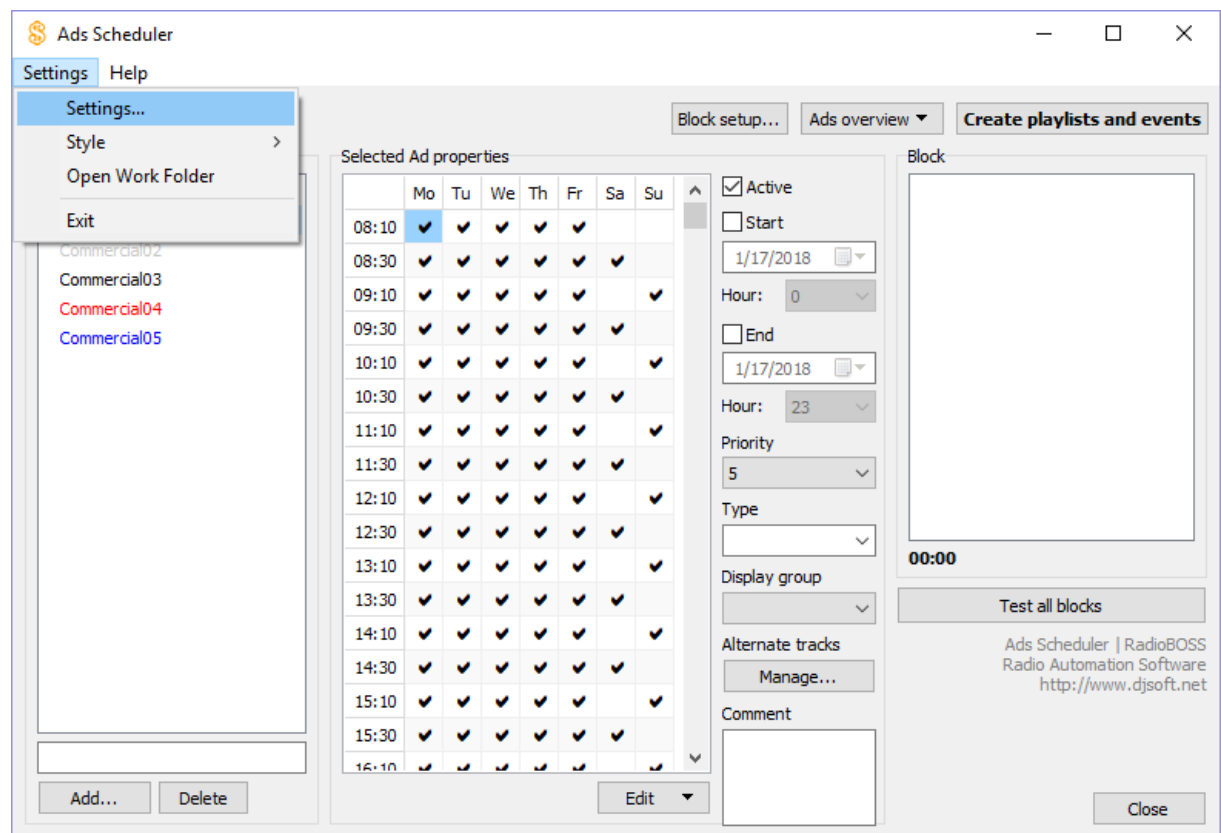 Ads Scheduler
Settings Help
Settings...
Style
Open Work Folder
Exit
Block setup... Ads overview Create playlists and events
Commercial02
Commercial03
Commercial04
Commercial05
Add... Delete
Selected Ad properties
Mo Tu We Th Fr Sa Su
08:10
08:30
09:10
09:30
10:10
10:30
11:10
11:30
12:10
12:30
13:10
13:30
14:10
14:30
15:10
15:30
16:10
Edit
Active
Start
1/17/2018
Hour: 0
End
1/17/2018
Hour: 23
Priority
5
Type
Display group
Alternate tracks
Manage...
Comment
Block
00:00
Test all blocks
Ads Scheduler | RadioBOSS
Radio Automation Software
http://www.djsoft.net
Close